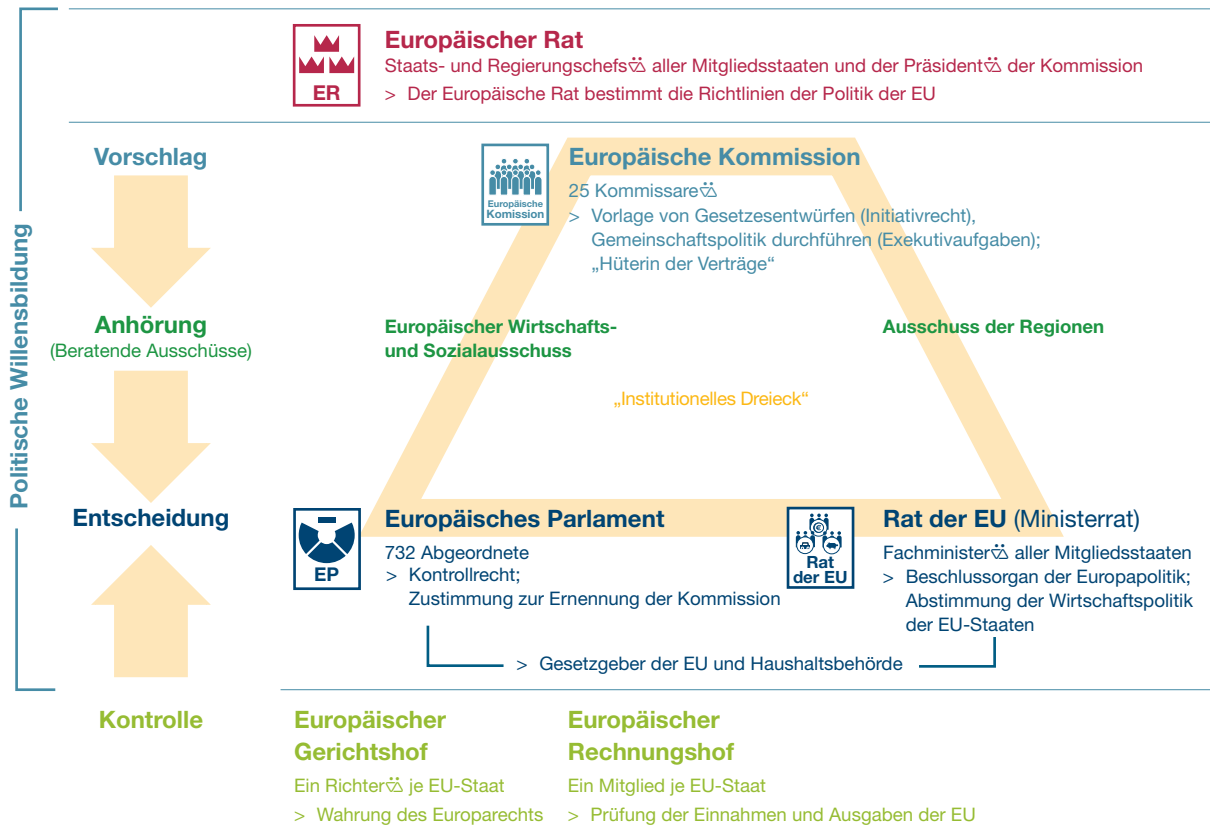 Politische Willensbildung
ER
Europäischer Rat
Staats- und Regierungschefs aller Mitgliedsstaaten und der Präsident der Kommission
> Der Europäische Rat bestimmt die Richtlinien der Politik der EU
Vorschlag
Europäische
Komission
Europäische Kommission
25 Kommissare
> Vorlage von Gesetzesentwürfen (Initiativrecht),
Gemeinschaftspolitik durchführen (Exekutivaufgaben);
„Hüterin der Verträge“
Anhörung
(Beratende Ausschüsse)
Europäischer Wirtschafts-
und Sozialausschuss
Ausschuss der Regionen
„Institutionelles Dreieck“
Entscheidung
EP
Europäisches Parlament
732 Abgeordnete
> Kontrollrecht;
Zustimmung zur Ernennung der Kommission
€
Rat
der EU
Rat der EU (Ministerrat)
Fachminister aller Mitgliedsstaaten
> Beschlussorgan der Europapolitik;
Abstimmung der Wirtschaftspolitik
der EU-Staaten
> Gesetzgeber der EU und Haushaltsbehörde
Kontrolle
Europäischer
Gerichtshof
Ein Richter je EU-Staat
> Wahrung des Europarechts
Europäischer
Rechnungshof
Ein Mitglied je EU-Staat
> Prüfung der Einnahmen und Ausgaben der EU